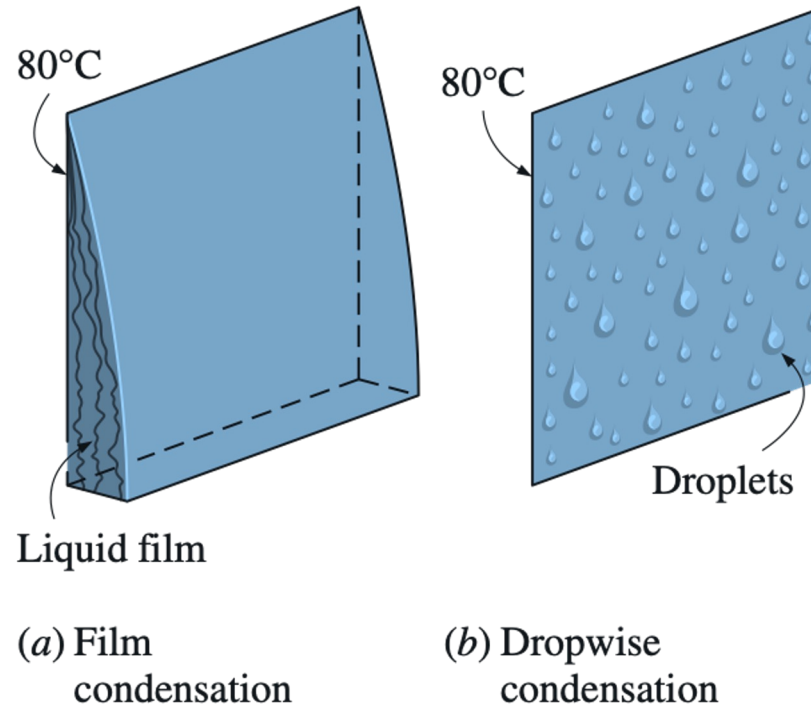 80°C
80°C
Droplets
Liquid film
(a) Film
condensation
(b) Dropwise
condensation